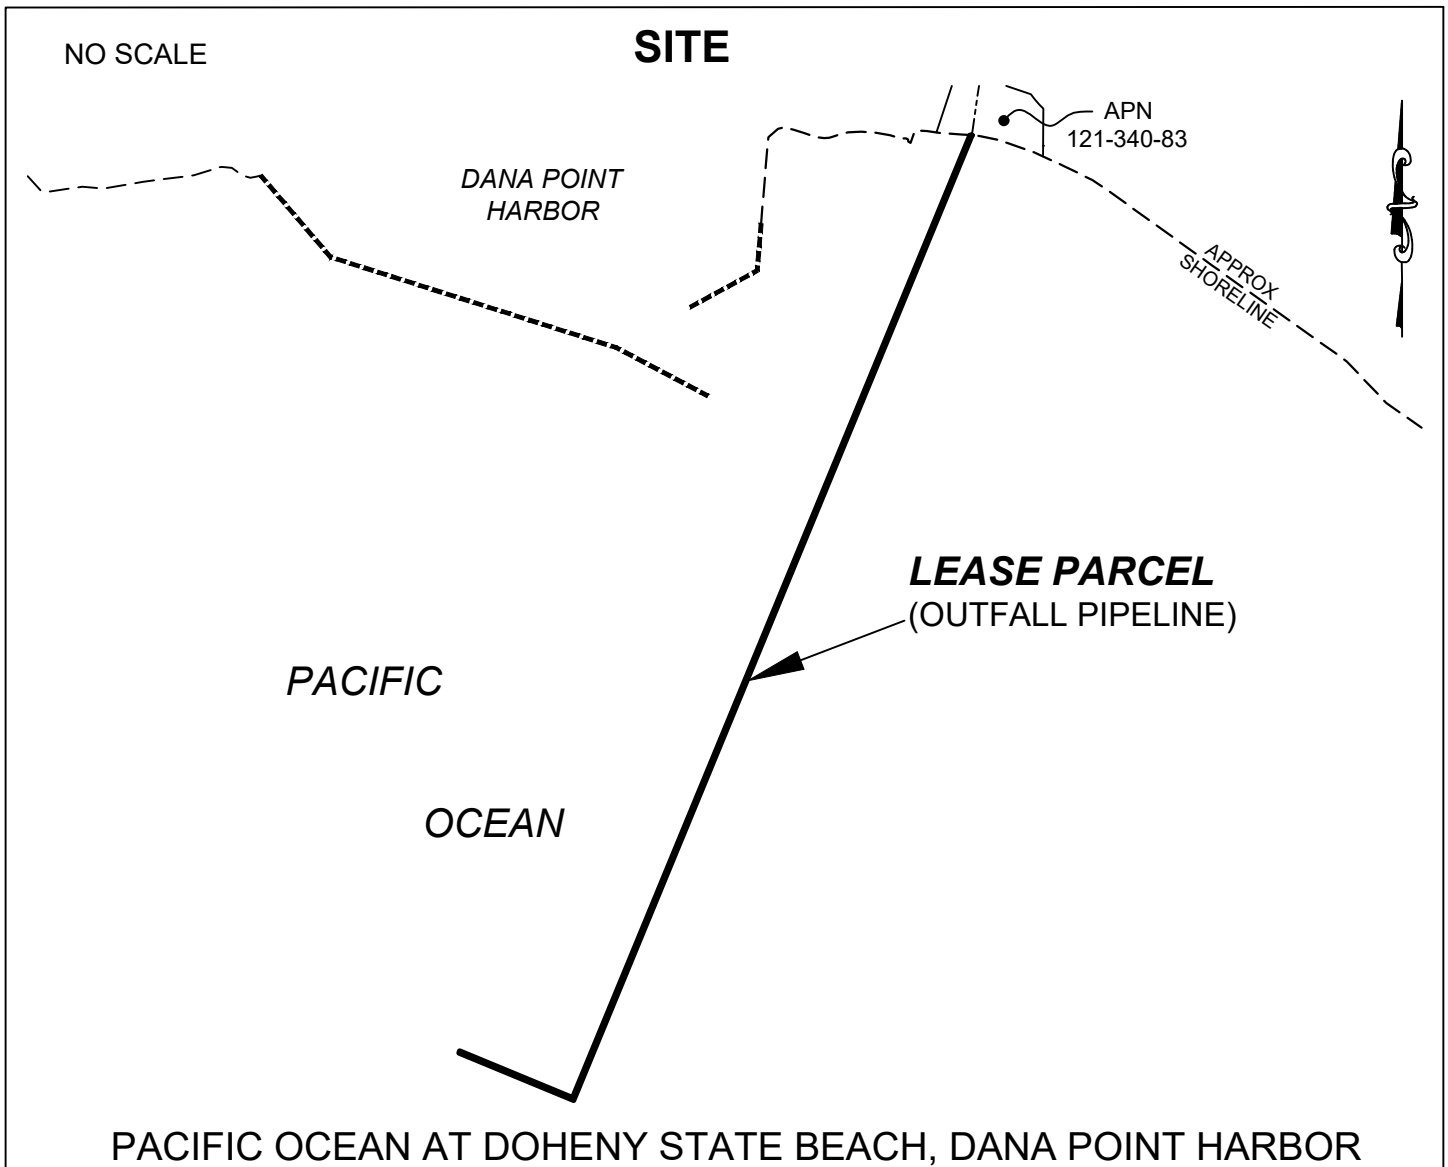 NO SCALE
SITE
APN
121-340-83
DANA POINT
HARBOR
APPROX
SHORELINE
LEASE PARCEL
(OUTFALL PIPELINE)
PACIFIC
OCEAN
PACIFIC OCEAN AT DOHENY STATE BEACH, DANA POINT HARBOR